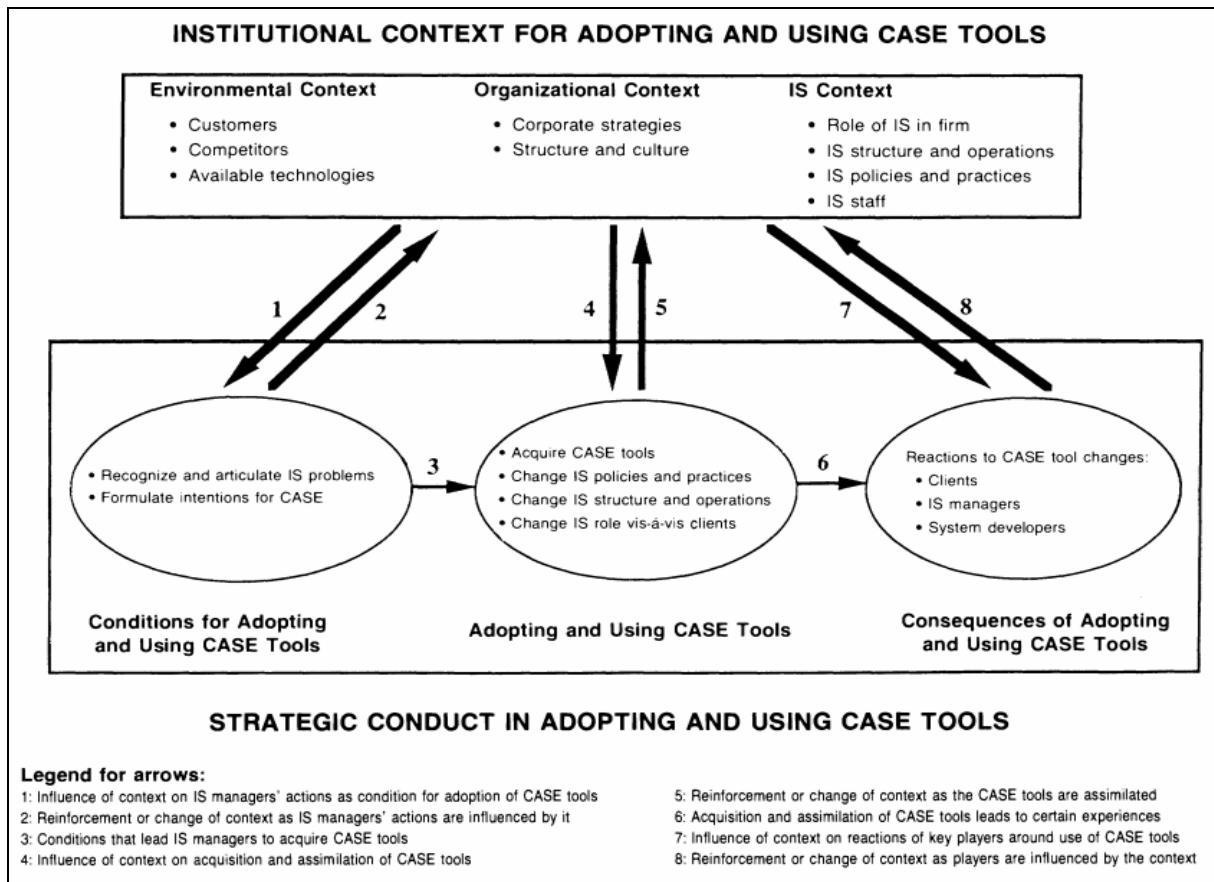 INSTITUTIONAL CONTEXT FOR ADOPTING AND USING CASE TOOLS
Environmental Context
• Customers
• Competitors
• Available technologies
Organizational Context
• Corporate strategies
• Structure and culture
IS Context
• Role of IS in firm
• IS structure and operations
• IS policies and practices
• IS staff
1
2
4
5
7
8
• Recognize and articulate IS problems
• Formulate intentions for CASE
3
• Acquire CASE tools
• Change IS policies and practices
• Change IS structure and operations
• Change IS role vis-á-vis clients
6
Reactions to CASE tool changes:
• Clients
• IS managers
• System developers
Conditions for Adopting
and Using CASE Tools
Adopting and Using CASE Tools
Consequences of Adopting
and Using CASE Tools
STRATEGIC CONDUCT IN ADOPTING AND USING CASE TOOLS
Legend for arrows:
1: Influence of context on IS managers' actions as condition for adoption of CASE tools
2: Reinforcement or change of context as IS managers' actions are influenced by it
3: Conditions that lead IS managers to acquire CASE tools
4: Influence of context on acquisition and assimilation of CASE tools
5: Reinforcement or change of context as the CASE tools are assimilated
6: Acquisition and assimilation of CASE tools leads to certain experiences
7: Influence of context on reactions of key players around use of CASE tools
8: Reinforcement or change of context as players are influenced by the context